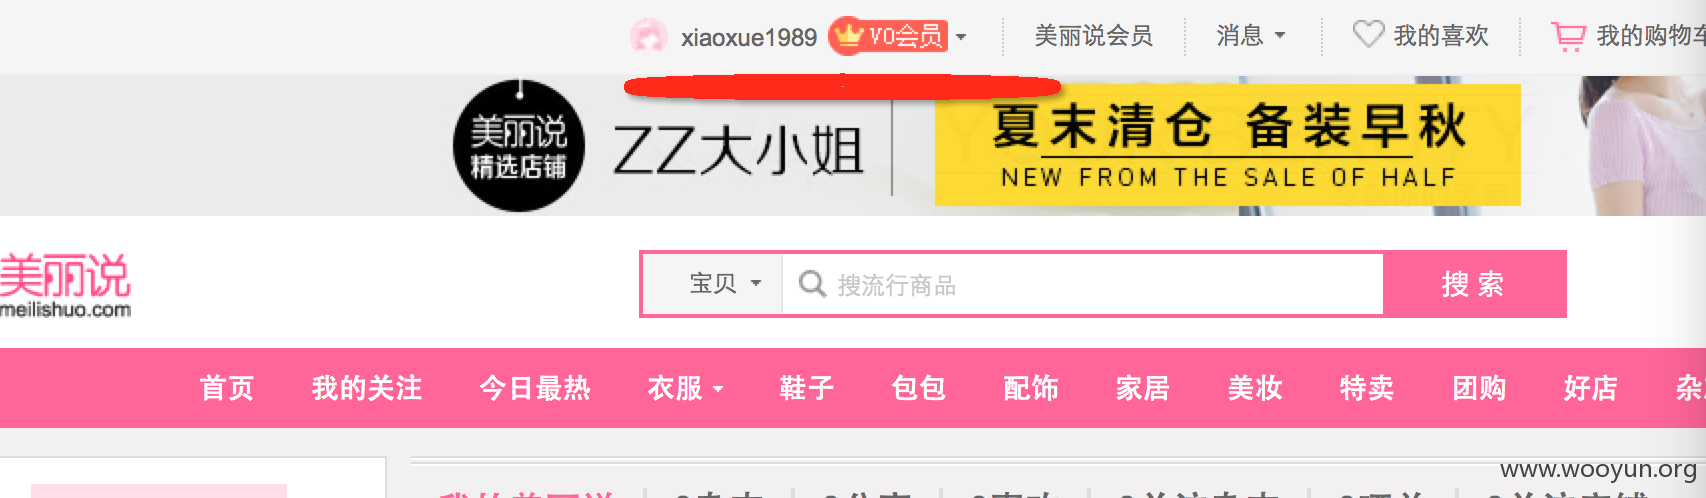 xiaoxue1989 V0会员 美丽说会员 消息 我的喜欢 我的购物车
美丽说
精选店铺
ZZ大小姐
夏末清仓 备装早秋
NEW FROM THE SALE OF HALF
美丽说
meilishuo.com
宝贝 搜流行商品 搜索
首页 我的关注 今日最热 衣服 鞋子 包包 配饰 家居 美妆 特卖 团购 好店
www.wooyun.org